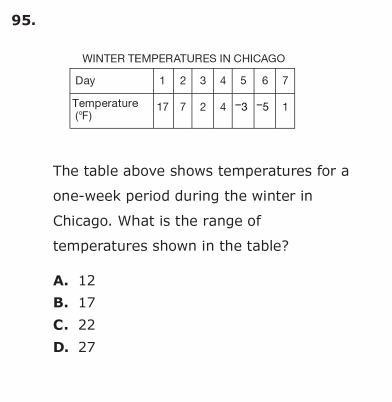 95.
WINTER TEMPERATURES IN CHICAGO
Day 1 2 3 4 5 6 7
Temperature 17 7 2 4 −3 −5 1
(°F)
The table above shows temperatures for a
one-week period during the winter in
Chicago. What is the range of
temperatures shown in the table?
A. 12
B. 17
C. 22
D. 27